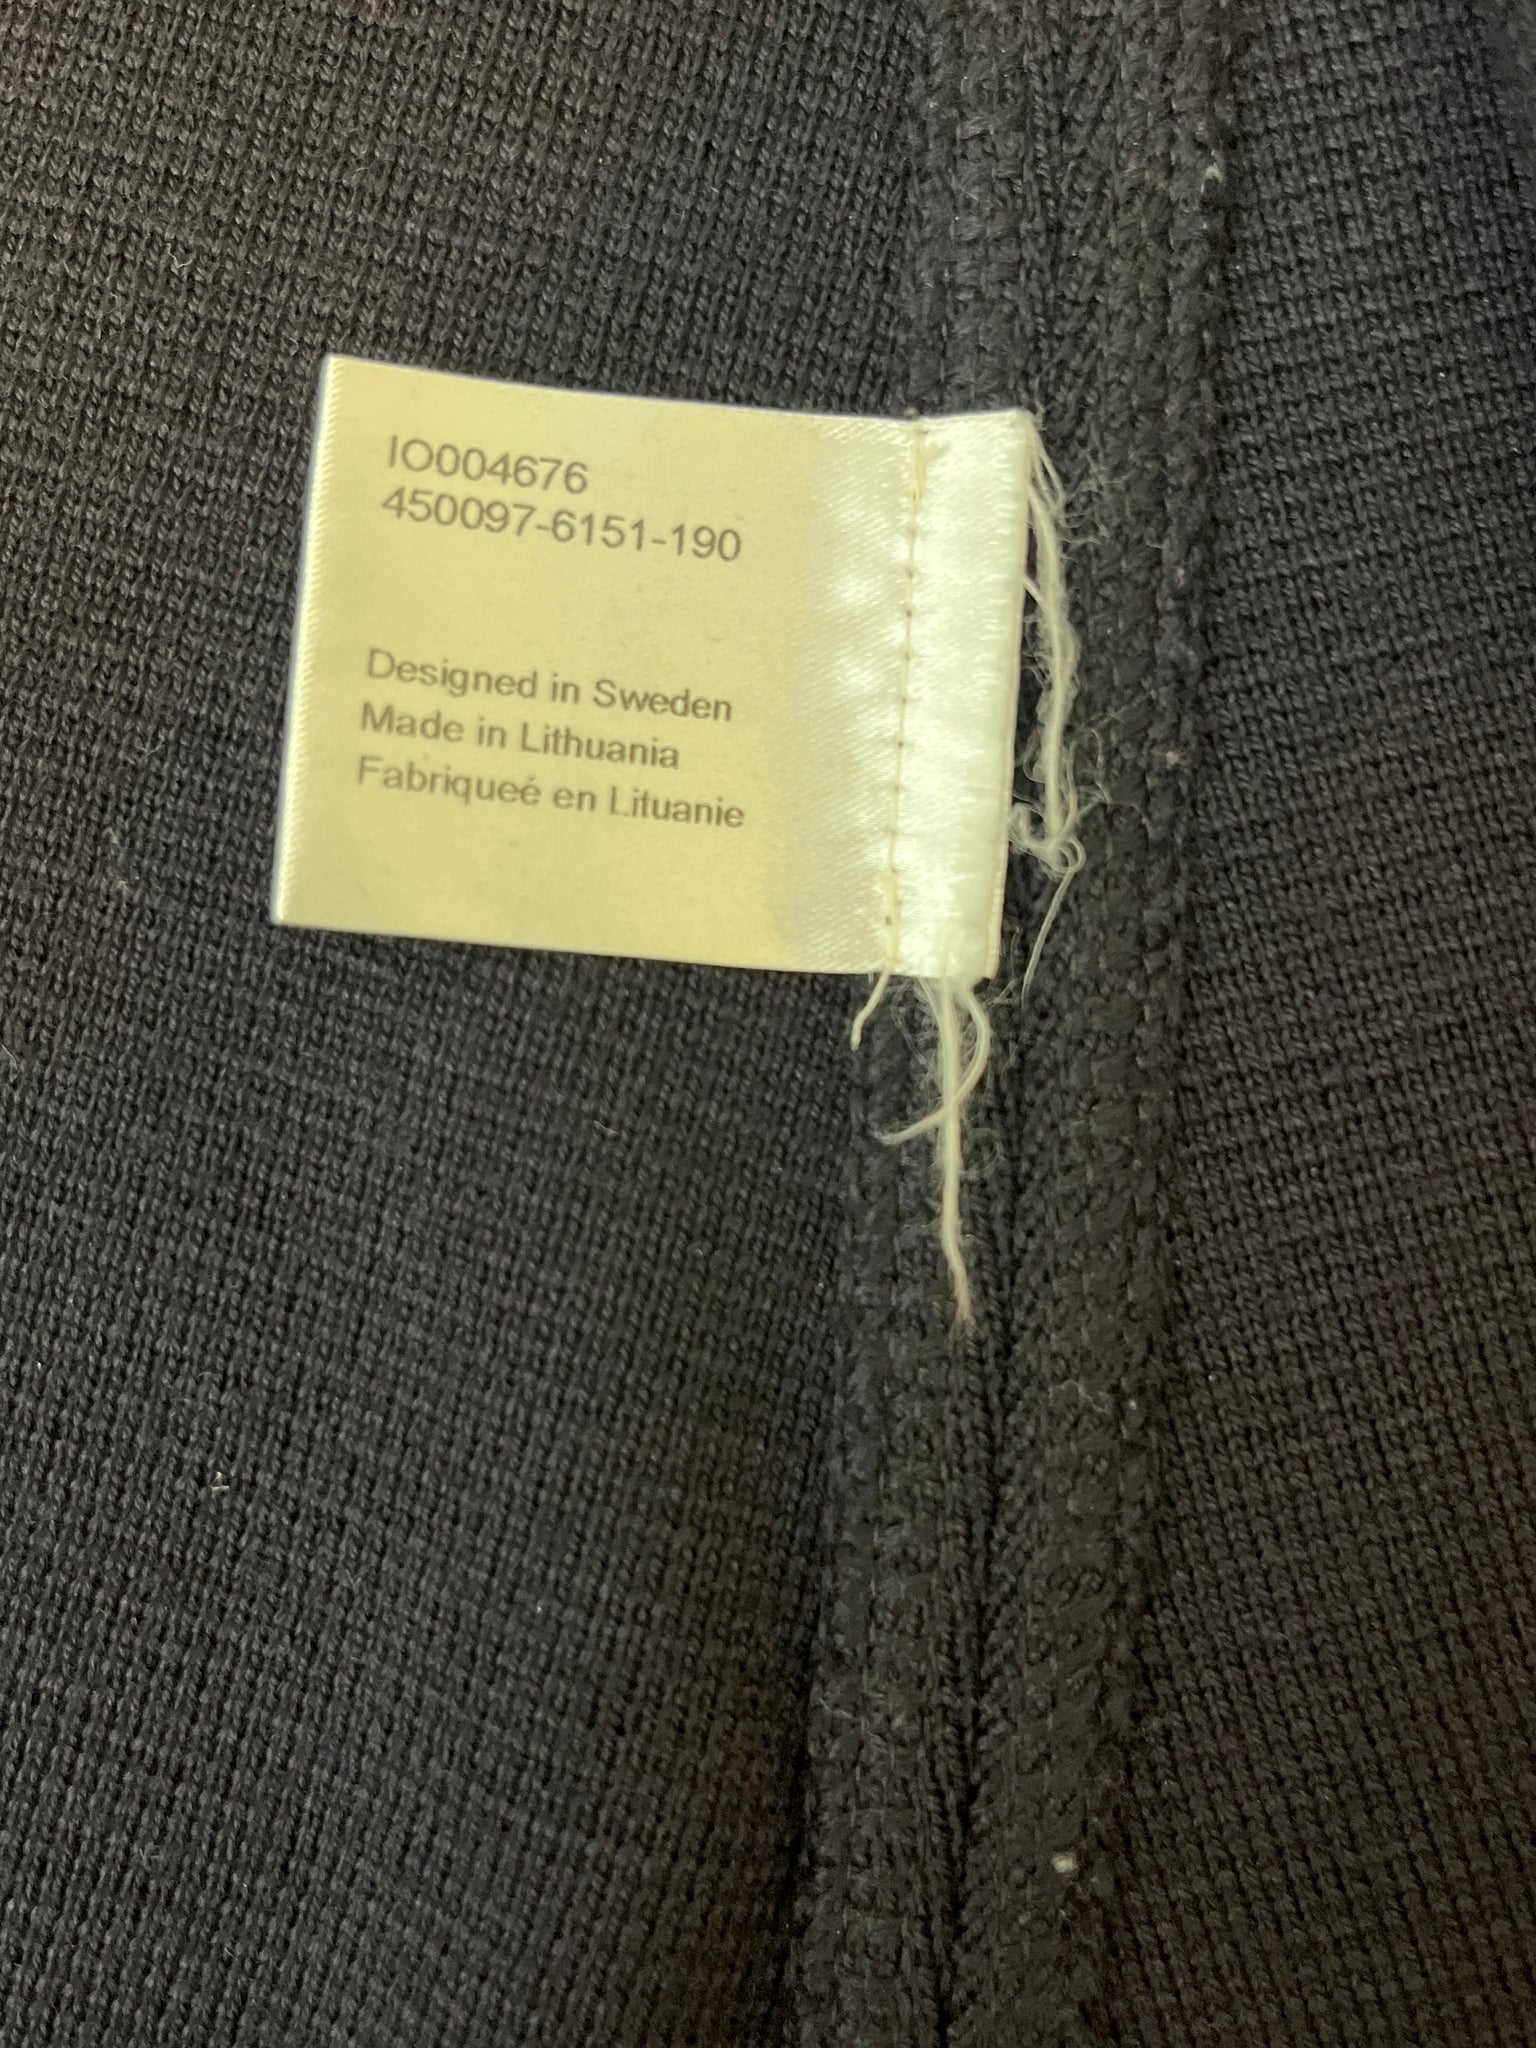 IO004676
450097-6151-190
Designed in Sweden
Made in Lithuania
Fabriqueé en Lituanie